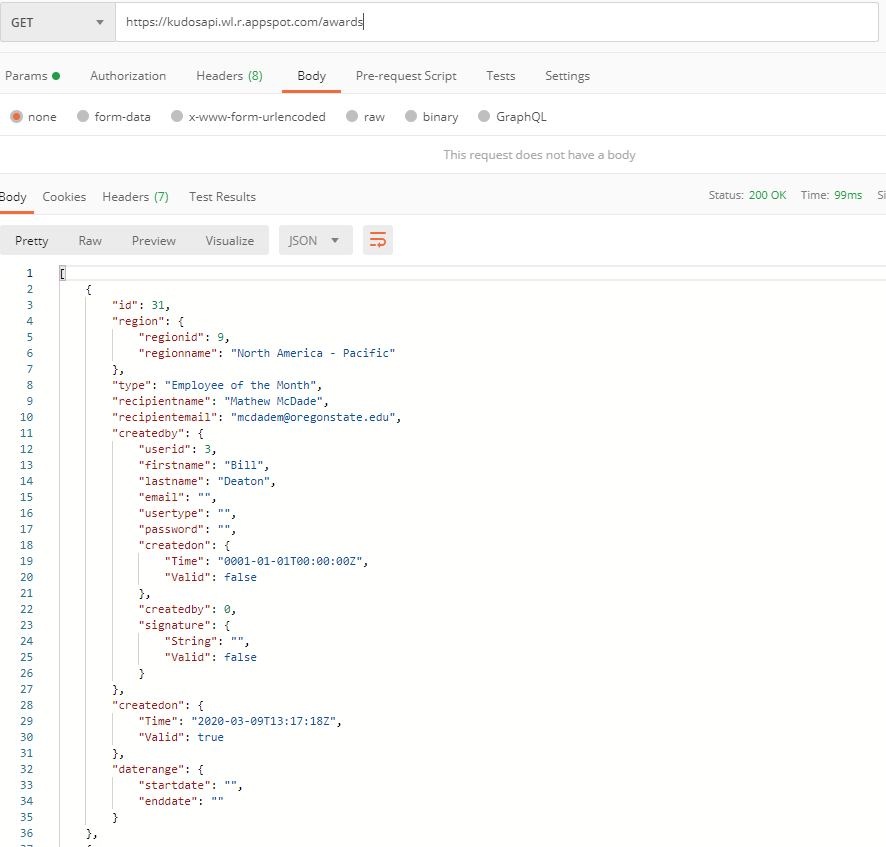 GET https://kudosapi.wl.r.appspot.com/awards
Params Authorization Headers (8) Body Pre-request Script Tests Settings
none form-data x-www-form-urlencoded raw binary GraphQL
This request does not have a body
Body Cookies Headers (7) Test Results Status: 200 OK Time: 99ms Si
Pretty Raw Preview Visualize JSON
1 [
2 {
3 "id": 31,
4 "region": {
5 "regionid": 9,
6 "regionname": "North America - Pacific"
7 },
8 "type": "Employee of the Month",
9 "recipientname": "Mathew McDade",
10 "recipientemail": "mcdadem@oregonstate.edu",
11 "createdby": {
12 "userid": 3,
13 "firstname": "Bill",
14 "lastname": "Deaton",
15 "email": "",
16 "usertype": "",
17 "password": "",
18 "createdon": {
19 "Time": "0001-01-01T00:00:00Z",
20 "Valid": false
21 },
22 "createdby": 0,
23 "signature": {
24 "String": "",
25 "Valid": false
26 }
27 },
28 "createdon": {
29 "Time": "2020-03-09T13:17:18Z",
30 "Valid": true
31 },
32 "daterange": {
33 "startdate": "",
34 "enddate": ""
35 }
36 },